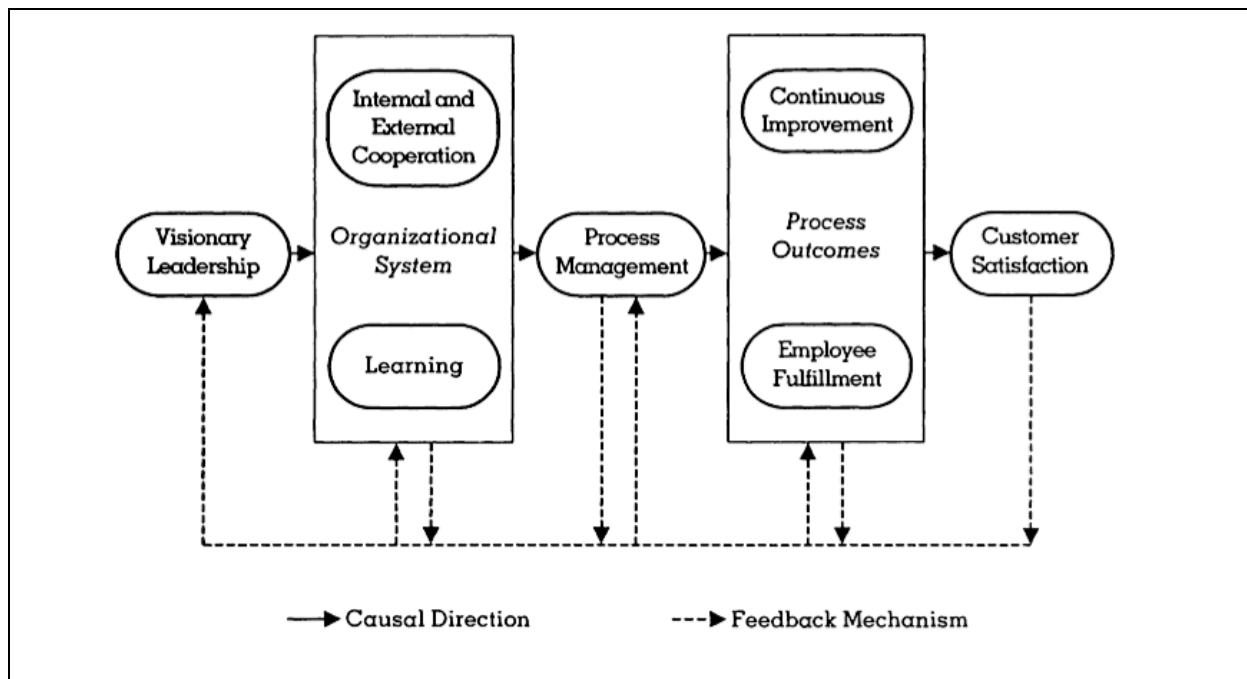 Internal and
External
Cooperation
Continuous
Improvement
Visionary
Leadership
Organizational
System
Process
Management
Process
Outcomes
Customer
Satisfaction
Learning
Employee
Fulfillment
Causal Direction
Feedback Mechanism